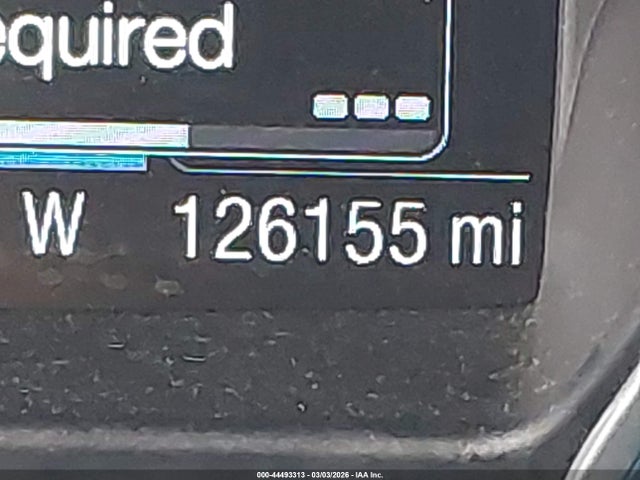 equired
W 126155 mi
000-44493313 - 03/03/2026 - IAA Inc.